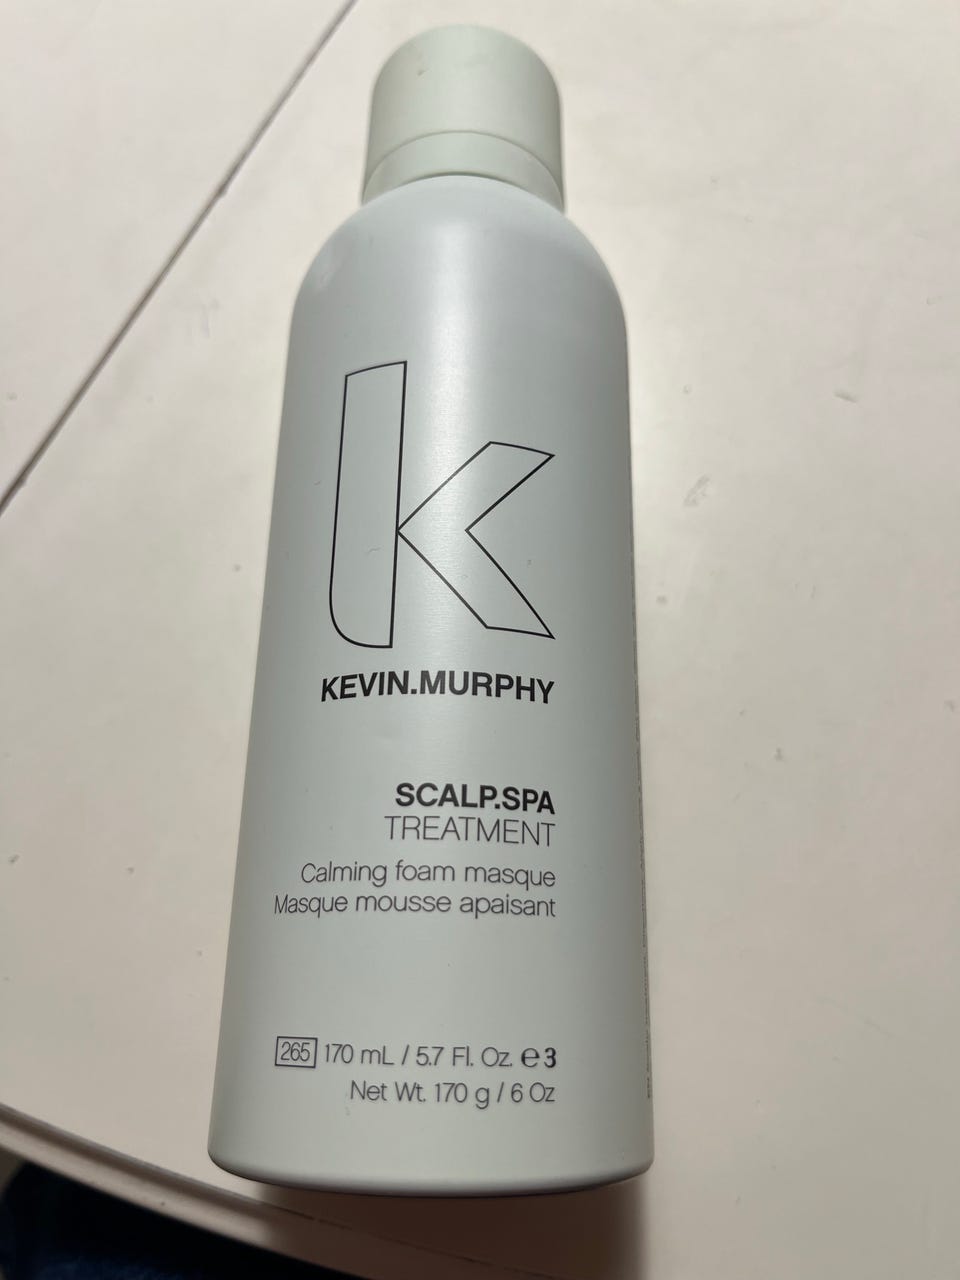 k
KEVIN.MURPHY
SCALP.SPA
TREATMENT
Calming foam masque
Masque mousse apaisant
265 170 mL / 5.7 Fl. Oz. e3
Net Wt. 170 g / 6 Oz